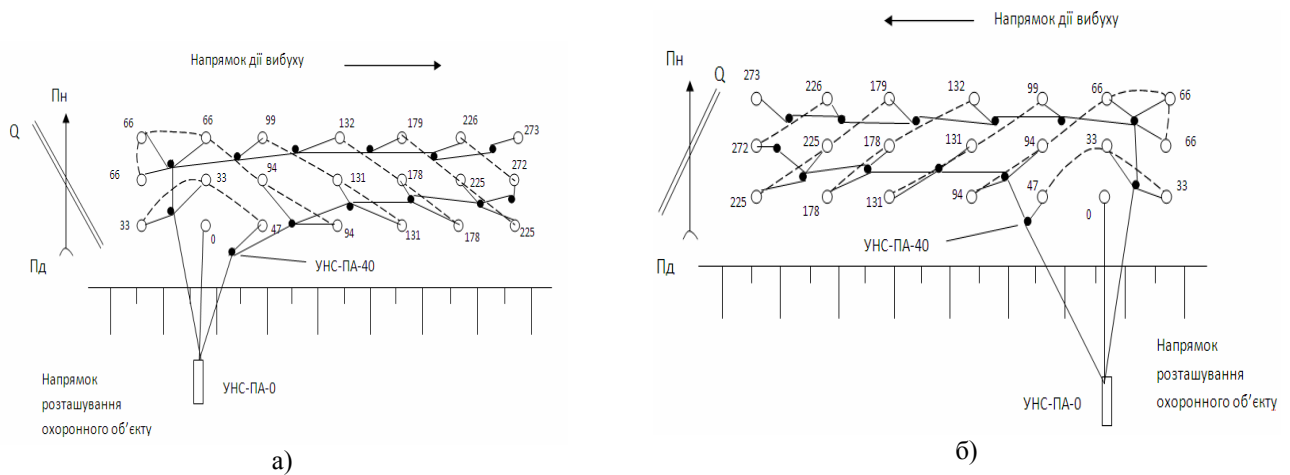 Напрямок дії вибуху
Пн
Q
66 66 99 132 179 226 273
66 33 94 131 178 225 272
33 0 47 94 131 178 225
Пд
УНС-ПА-40
УНС-ПА-0
Напрямок
розташування
охоронного об’єкту
а)
Напрямок дії вибуху
Пн
Q
273 226 179 132 99 66 66
272 225 178 131 94 33 66
225 178 131 94 47 0 33
УНС-ПА-40
Пд
Напрямок
розташування
охоронного об’єкту
УНС-ПА-0
б)